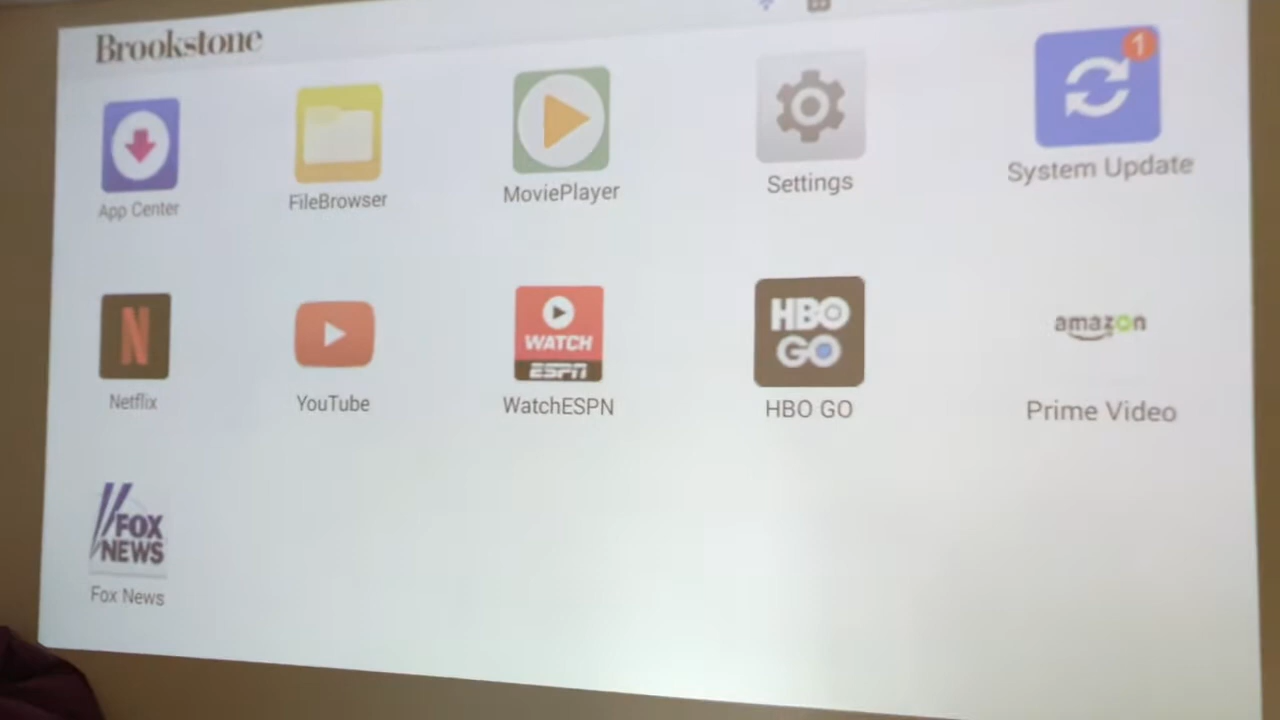 Brookstone
1
App Center
FileBrowser
MoviePlayer
Settings
System Update
N
WATCH
ESPN
HBO
GO
amazon
Netflix
YouTube
WatchESPN
HBO GO
Prime Video
FOX
NEWS
Fox News